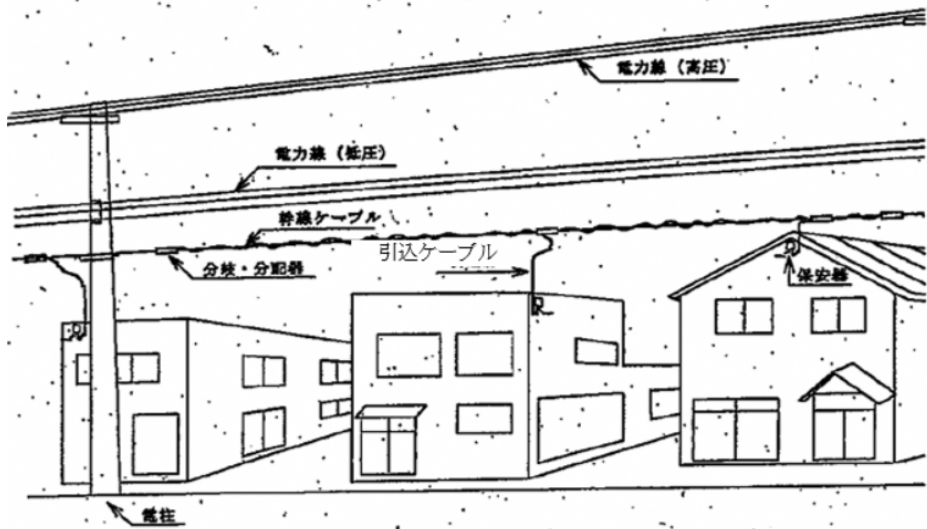 電力線（高圧）
電力線（低圧）
幹線ケーブル
引込ケーブル
分岐・分配器
保安器
電柱